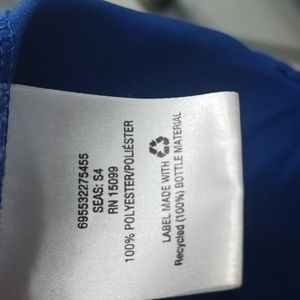 695532275455
SEAS: S4
RN 15099
100% POLYESTER/POLIÉSTER
LABEL MADE WITH
Recycled (100%) BOTTLE MATERIAL